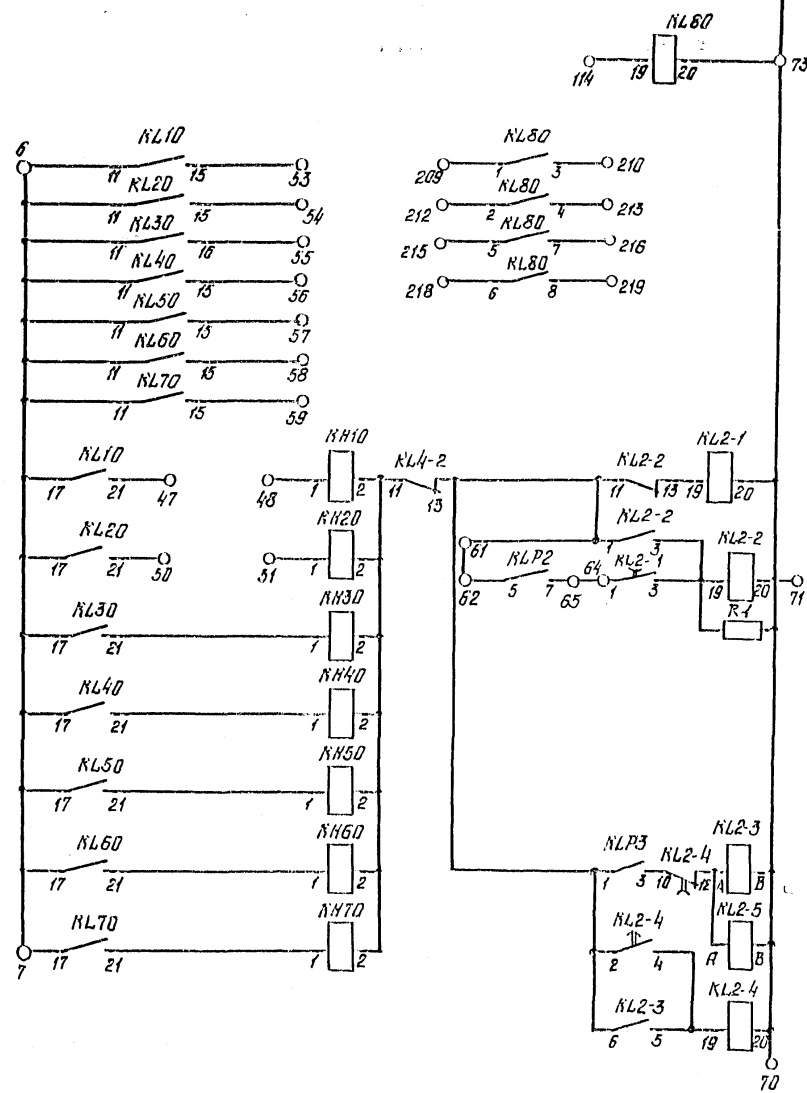 KL80
114 19 20 73
6 KL10 KL80
11 15 53 209 1 3 210
KL20 KL80
11 15 54 212 2 4 213
KL30 KL80
11 16 55 215 5 7 216
KL40 KL80
11 15 56 218 6 8 219
KL50
11 15 57
KL60
11 15 58
KL70
11 15 59
KL10 KH10 KL4-2 KL2-2 KL2-1
17 21 47 48 1 2 11 13 11 13 19 20
KL20 KH20 61 KL2-2 KL2-2
1 3
17 21 50 51 1 2 62 KLP2 5 7 65 64 KL2-1 1 3 19 20 71
R1
KL30 KH30
17 21 1 2
KL40 KH40
17 21 1 2
KL50 KH50
17 21 1 2
KL60 KH60 KLP3 KL2-4 KL2-3
17 21 1 2 1 3 10 12 A B
KL70 KH70 KL2-4 KL2-5
7 17 21 1 2 2 4 A B
KL2-3 KL2-4
6 5 19 20
70